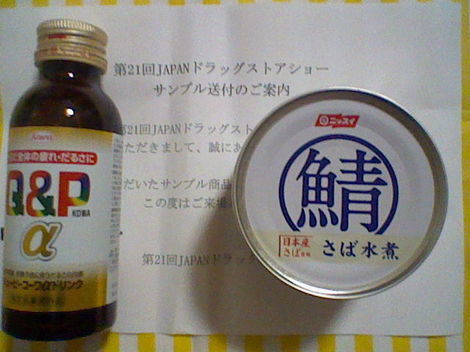 第21回JAPANドラッグストアショー
サンプル送付のご案内
第21回JAPANドラッグスト
ただきまして、誠にあ
だいたサンプル商品
この度はご来場
第21回JAPANドラッグ
Kowa
全体の疲れ・だるさに
Q&P
KOWA
α
キューピーコーワαドリンク
ニッスイ
鯖
日本産
さば使用
さば水煮